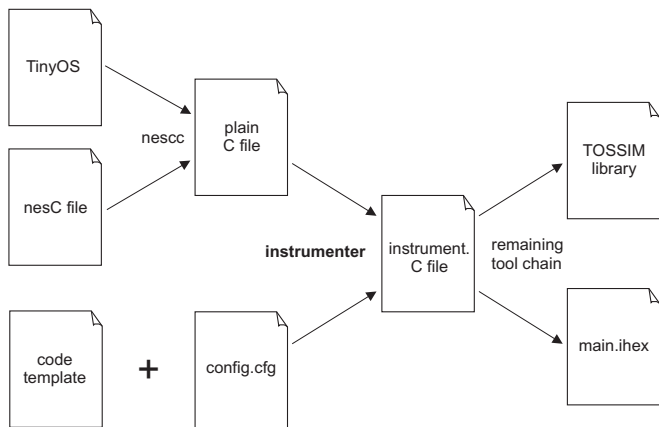 TinyOS
nesC file
nescc
plain
C file
code
template
+
config.cfg
instrumenter
instrument.
C file
remaining
tool chain
TOSSIM
library
main.ihex